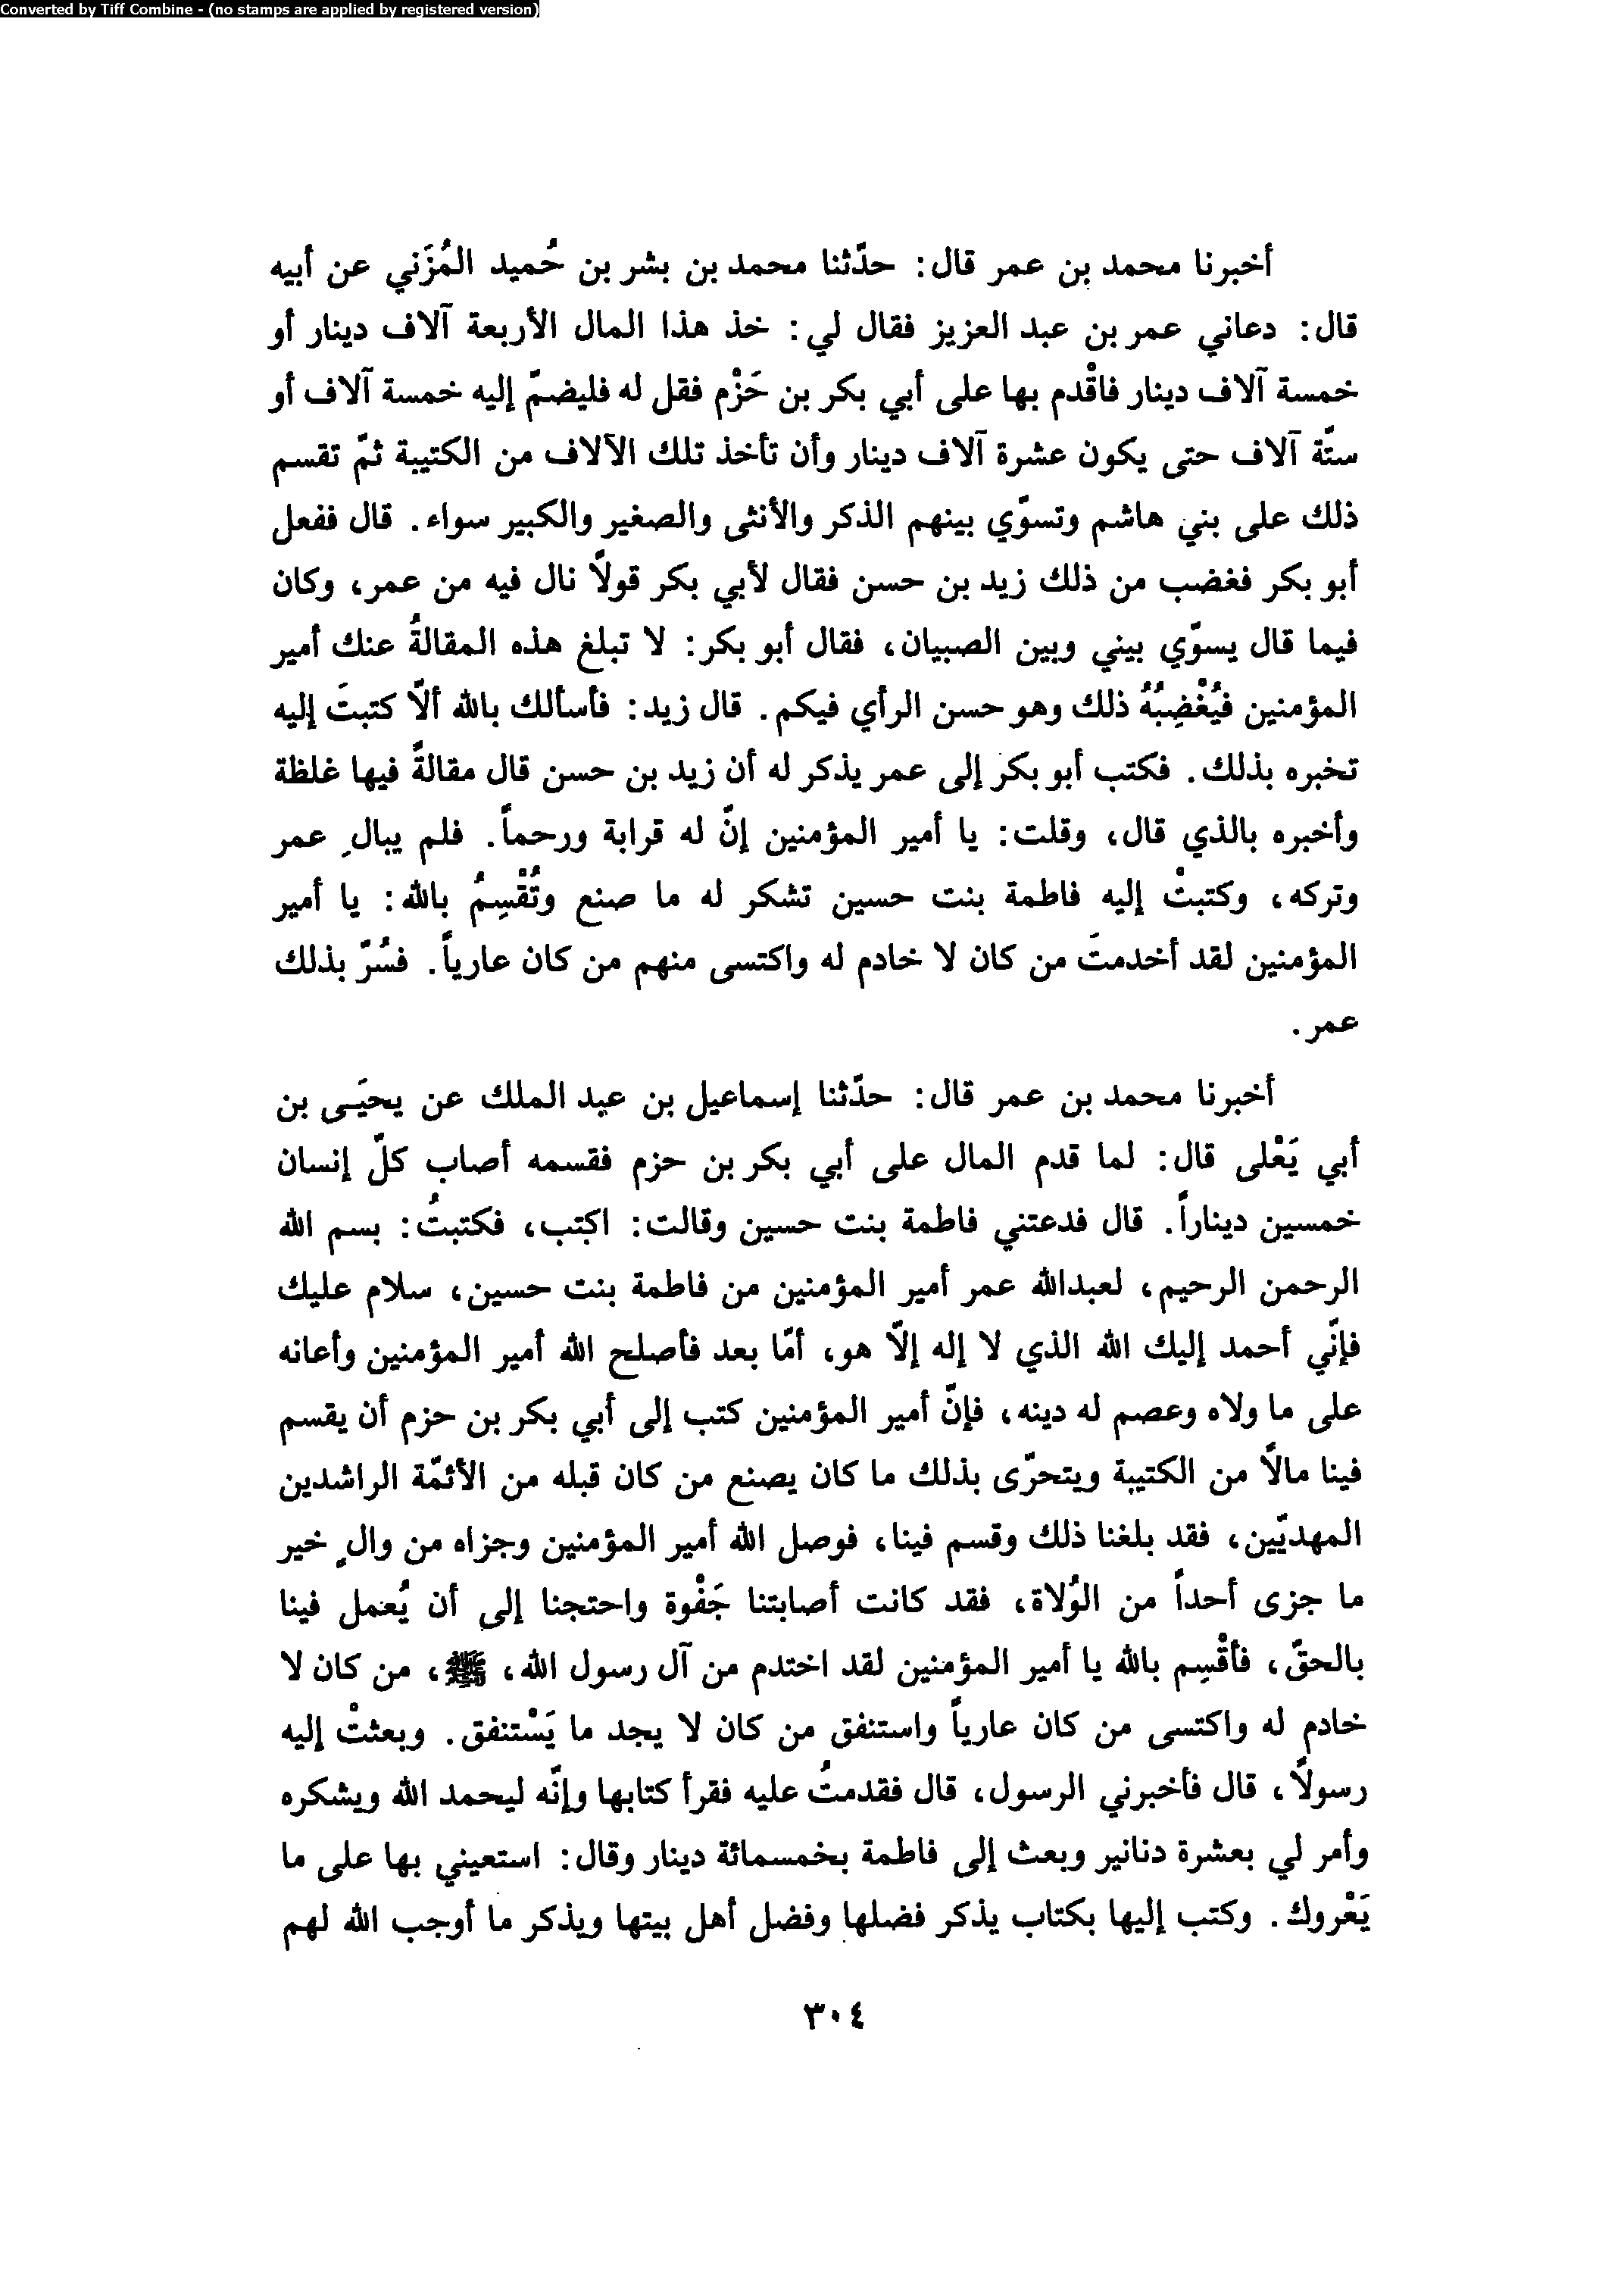 Converted by Tiff Combine - (no stamps are applied by registered version)
أخبرنا محمد بن عمر قال: حدّثنا محمد بن بشر بن حُميد المُزَني عن أبيه
قال: دعاني عمر بن عبد العزيز فقال لي: خذ هذا المال الأربعة آلاف دينار أو
خمسة آلاف دينار فاقْدم بها على أبي بكر بن حَزْم فقل له فليضمّ إليه خمسة آلاف أو
ستّة آلاف حتى يكون عشرة آلاف دينار وأن تأخذ تلك الآلاف من الكتيبة ثمّ تقسم
ذلك على بني هاشم وتسوّي بينهم الذكر والأنثى والصغير والكبير سواء. قال ففعل
أبو بكر فغضب من ذلك زيد بن حسن فقال لأبي بكر قولاً نال فيه من عمر، وكان
فيما قال يسوّي بيني وبين الصبيان، فقال أبو بكر: لا تبلغ هذه المقالةُ عنك أمير
المؤمنين فيُغْضِبُهُ ذلك وهو حسن الرأي فيكم. قال زيد: فأسألك بالله ألّا كتبتَ إليه
تخبره بذلك. فكتب أبو بكر إلى عمر يذكر له أن زيد بن حسن قال مقالةً فيها غلظة
وأخبره بالذي قال، وقلت: يا أمير المؤمنين إنّ له قرابة ورحماً. فلم يبالِ عمر
وتركه، وكتبتْ إليه فاطمة بنت حسين تشكر له ما صنع وتُقْسِمُ بالله: يا أمير
المؤمنين لقد أخدمتَ من كان لا خادم له واكتسى منهم من كان عارياً. فسُرّ بذلك
عمر.
أخبرنا محمد بن عمر قال: حدّثنا إسماعيل بن عبد الملك عن يحيَـى بن
أبي يَعْلى قال: لما قدم المال على أبي بكر بن حزم فقسمه أصاب كلّ إنسان
خمسين ديناراً. قال فدعتني فاطمة بنت حسين وقالت: اكتب، فكتبتُ: بسم الله
الرحمن الرحيم، لعبدالله عمر أمير المؤمنين من فاطمة بنت حسين، سلام عليك
فإنّي أحمد إليك الله الذي لا إله إلاّ هو، أمّا بعد فأصلح الله أمير المؤمنين وأعانه
على ما ولاه وعصم له دينه، فإنّ أمير المؤمنين كتب إلى أبي بكر بن حزم أن يقسم
فينا مالاً من الكتيبة ويتحرّى بذلك ما كان يصنع من كان قبله من الأئمّة الراشدين
المهديّين، فقد بلغنا ذلك وقسم فينا، فوصل الله أمير المؤمنين وجزاه من والٍ خير
ما جزى أحداً من الوُلاة، فقد كانت أصابتنا جَفْوة واحتجنا إلى أن يُعمل فينا
بالحقّ، فأقْسِم بالله يا أمير المؤمنين لقد اختدم من آل رسول الله، ﷺ، من كان لا
خادم له واكتسى من كان عارياً واستنفق من كان لا يجد ما يَسْتنفق. وبعثتْ إليه
رسولاً، قال فأخبرني الرسول، قال فقدمتُ عليه فقرأ كتابها وإنّه ليحمد الله ويشكره
وأمر لي بعشرة دنانير وبعث إلى فاطمة بخمسمائة دينار وقال: استعيني بها على ما
يَعْروك. وكتب إليها بكتاب يذكر فضلها وفضل أهل بيتها ويذكر ما أوجب الله لهم
٣٠٤